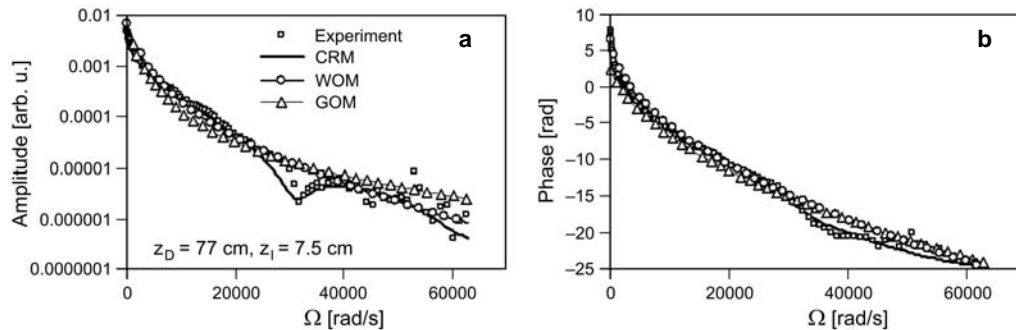 0.01
0.001
0.0001
0.00001
0.000001
0.0000001
Amplitude [arb. u.]
a
Experiment
CRM
WOM
GOM
z_D = 77 cm, z_I = 7.5 cm
0 20000 40000 60000
Ω [rad/s]
10
5
0
−5
−10
−15
−20
−25
Phase [rad]
b
0 20000 40000 60000
Ω [rad/s]